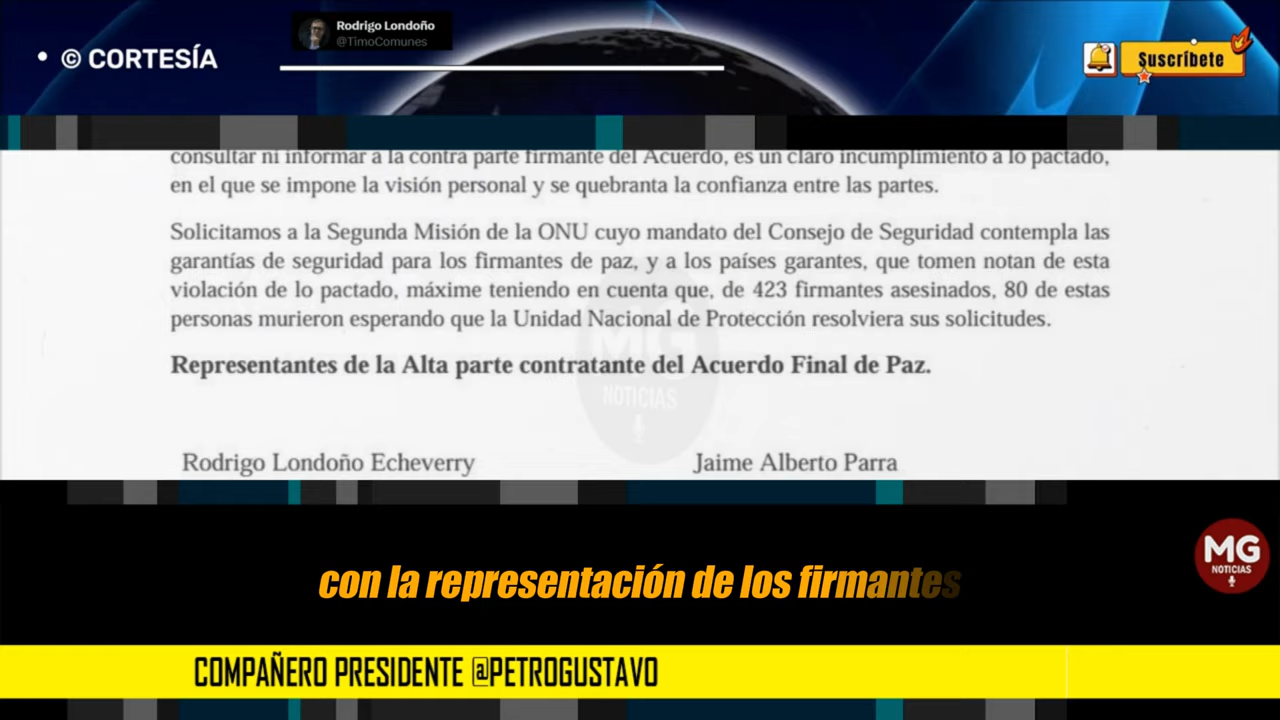 Rodrigo Londoño
@TimoComunes
© CORTESÍA
Suscríbete
consultar ni informar a la contra parte firmante del Acuerdo, es un claro incumplimiento a lo pactado,
en el que se impone la visión personal y se quebranta la confianza entre las partes.
Solicitamos a la Segunda Misión de la ONU cuyo mandato del Consejo de Seguridad contempla las
garantías de seguridad para los firmantes de paz, y a los países garantes, que tomen notan de esta
violación de lo pactado, máxime teniendo en cuenta que, de 423 firmantes asesinados, 80 de estas
personas murieron esperando que la Unidad Nacional de Protección resolviera sus solicitudes.
MG
NOTICIAS
Representantes de la Alta parte contratante del Acuerdo Final de Paz.
Rodrigo Londoño Echeverry
Jaime Alberto Parra
con la representación de los firmantes
MG
NOTICIAS
COMPAÑERO PRESIDENTE @PETROGUSTAVO